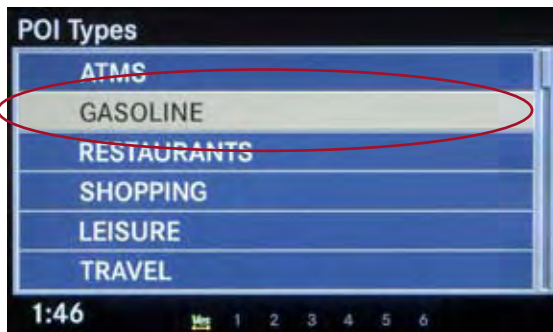 POI Types
ATMS
GASOLINE
RESTAURANTS
SHOPPING
LEISURE
TRAVEL
1:46 1 2 3 4 5 6